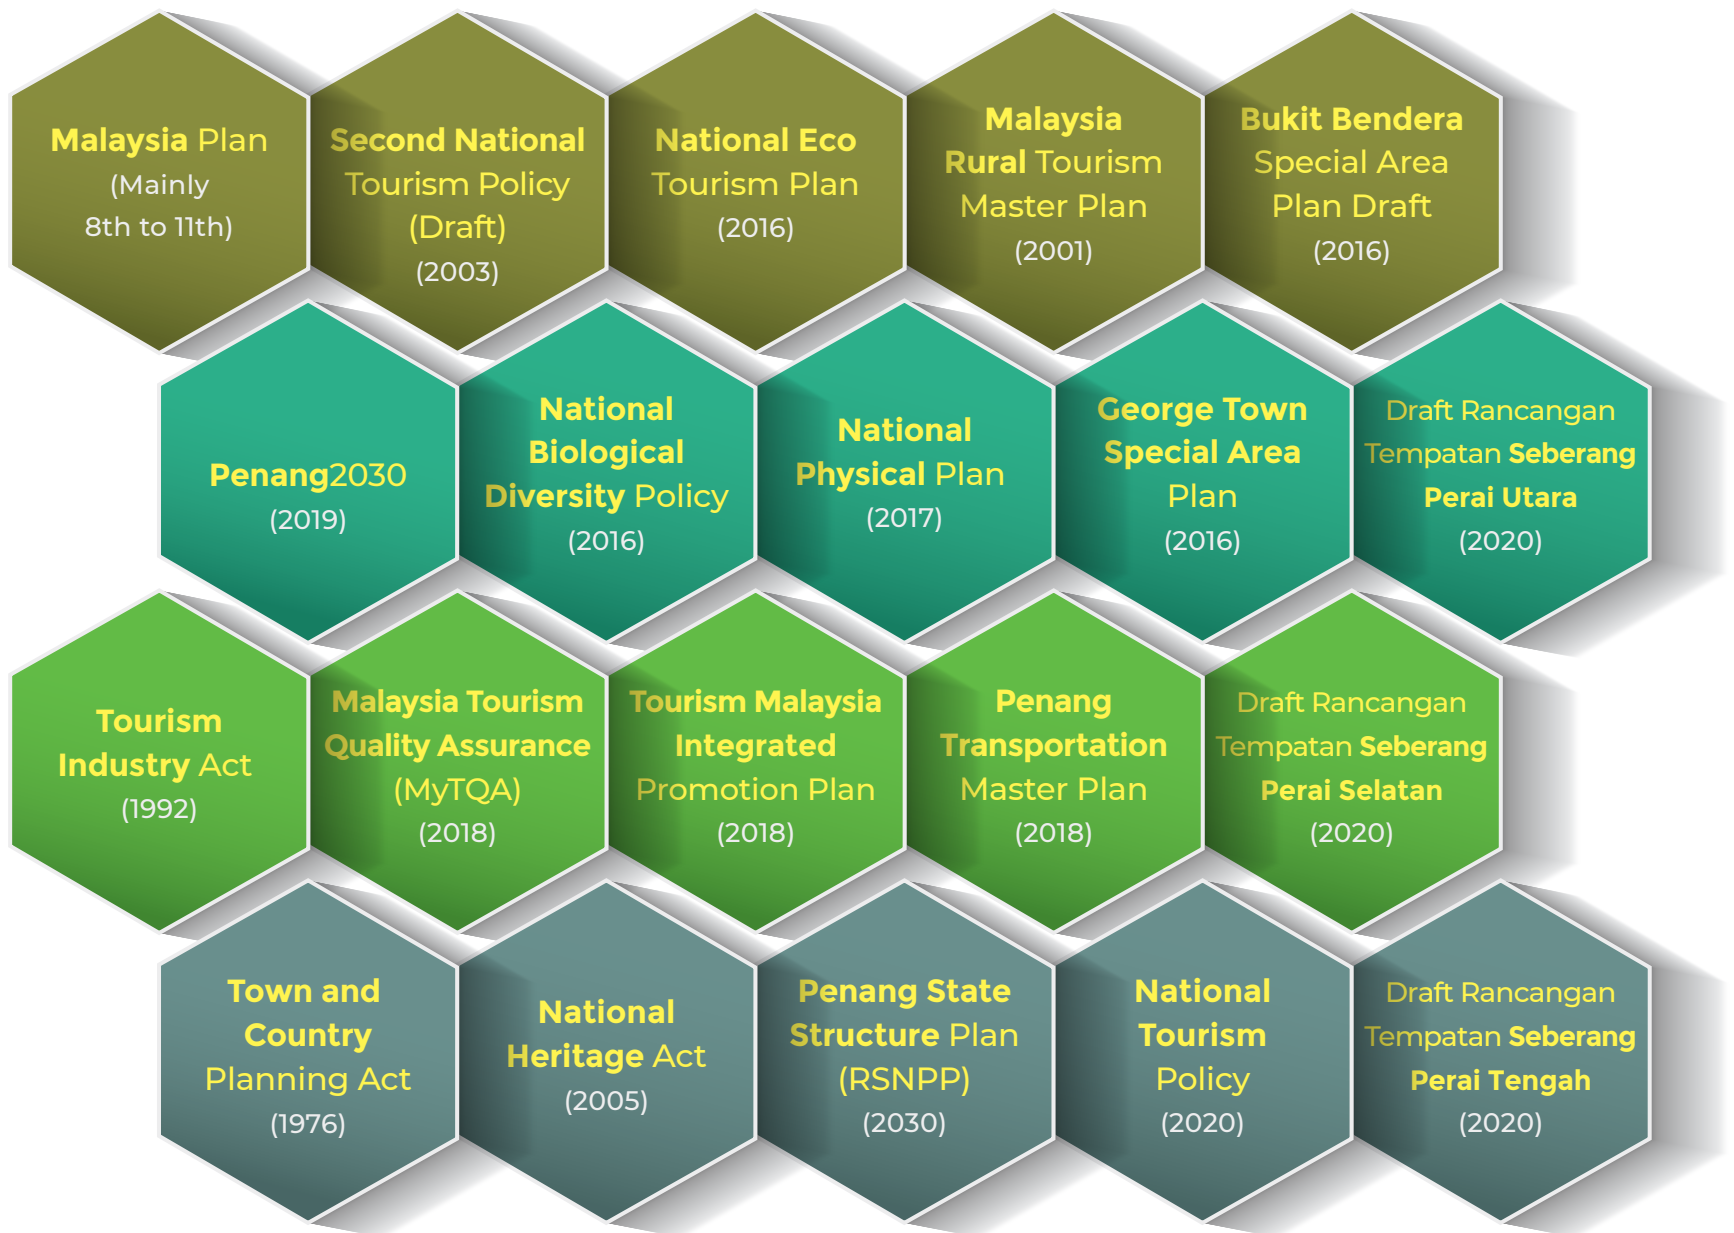 Malaysia Plan
(Mainly
8th to 11th)
Second National
Tourism Policy
(Draft)
(2003)
National Eco
Tourism Plan
(2016)
Malaysia
Rural Tourism
Master Plan
(2001)
Bukit Bendera
Special Area
Plan Draft
(2016)
Penang2030
(2019)
National
Biological
Diversity Policy
(2016)
National
Physical Plan
(2017)
George Town
Special Area
Plan
(2016)
Draft Rancangan
Tempatan Seberang
Perai Utara
(2020)
Tourism
Industry Act
(1992)
Malaysia Tourism
Quality Assurance
(MyTQA)
(2018)
Tourism Malaysia
Integrated
Promotion Plan
(2018)
Penang
Transportation
Master Plan
(2018)
Draft Rancangan
Tempatan Seberang
Perai Selatan
(2020)
Town and
Country
Planning Act
(1976)
National
Heritage Act
(2005)
Penang State
Structure Plan
(RSNPP)
(2030)
National
Tourism
Policy
(2020)
Draft Rancangan
Tempatan Seberang
Perai Tengah
(2020)